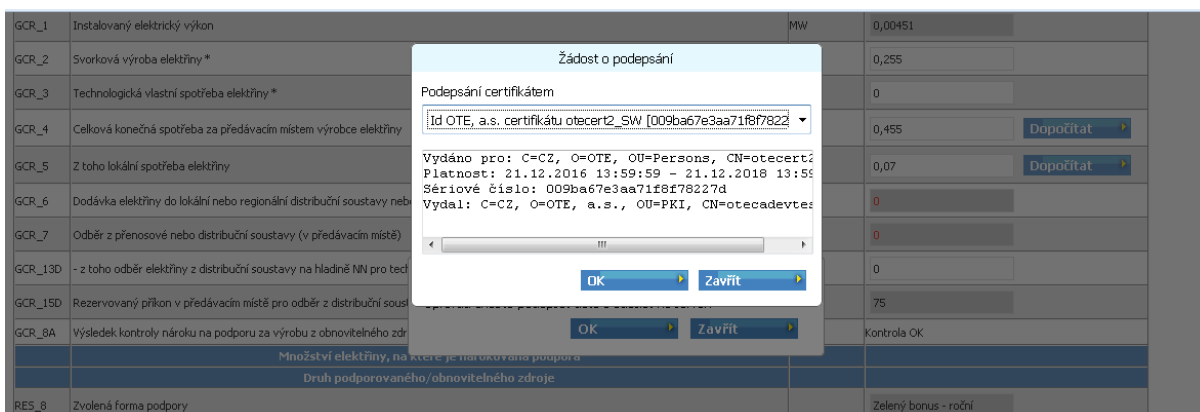 GCR_1 Instalovaný elektrický výkon MW 0,00451
GCR_2 Svorková výroba elektřiny * 0,255
GCR_3 Technologická vlastní spotřeba elektřiny * 0
GCR_4 Celková konečná spotřeba za předávacím místem výrobce elektřiny 0,455 Dopočítat
GCR_5 Z toho lokální spotřeba elektřiny 0,07 Dopočítat
GCR_6 Dodávka elektřiny do lokální nebo regionální distribuční soustavy 0
GCR_7 Odběr z přenosové nebo distribuční soustavy (v předávacím místě) 0
GCR_13D - z toho odběr elektřiny z distribuční soustavy na hladině NN pro 0
GCR_15D Rezervovaný příkon v předávacím místě pro odběr z distribuční 75
GCR_8A Výsledek kontroly nároku na podporu za výrobu z obnovitelného Kontrola OK
Množství elektřiny, na které je nárokována podpora
Druh podporovaného/obnovitelného zdroje
RES_8 Zvolená forma podpory Zelený bonus - roční
Žádost o podepsání
Podepsání certifikátem
Id OTE, a.s. certifikátu otecert2_SW [009ba67e3aa71f8f7822
Vydáno pro: C=CZ, O=OTE, OU=Persons, CN=otecert2
Platnost: 21.12.2016 13:59:59 - 21.12.2018 13:59
Sériové číslo: 009ba67e3aa71f8f78227d
Vydal: C=CZ, O=OTE, a.s., OU=PKI, CN=otecadevtes
OK Zavřít
OK Zavřít